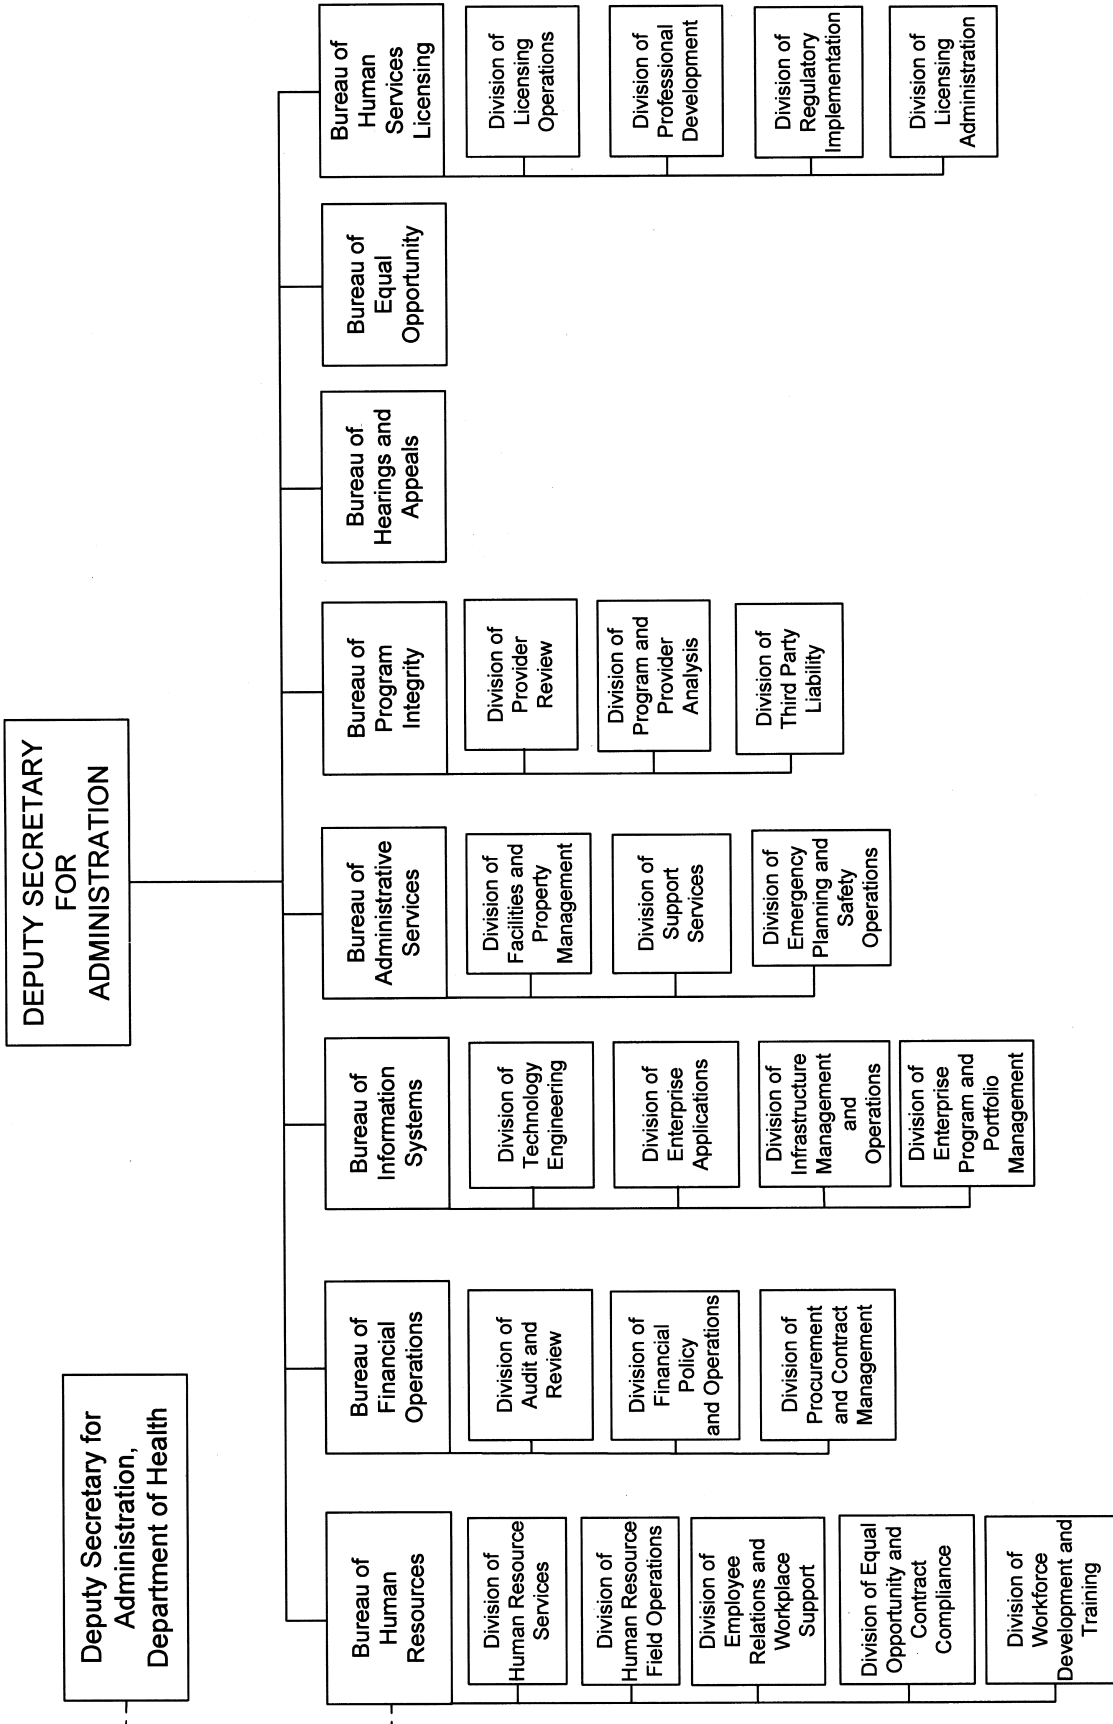 DEPUTY SECRETARY
FOR
ADMINISTRATION
Deputy Secretary for
Administration,
Department of Health
Bureau of
Human
Resources
Division of
Human Resource
Services
Division of
Human Resource
Field Operations
Division of
Employee
Relations and
Workplace
Support
Division of Equal
Opportunity and
Contract
Compliance
Division of
Workforce
Development and
Training
Bureau of
Financial
Operations
Division of
Audit and
Review
Division of
Financial
Policy
and Operations
Division of
Procurement
and Contract
Management
Bureau of
Information
Systems
Division of
Technology
Engineering
Division of
Enterprise
Applications
Division of
Infrastructure
Management
and
Operations
Division of
Enterprise
Program and
Portfolio
Management
Bureau of
Administrative
Services
Division of
Facilities and
Property
Management
Division of
Support
Services
Division of
Emergency
Planning and
Safety
Operations
Bureau of
Program
Integrity
Division of
Provider
Review
Division of
Program and
Provider
Analysis
Division of
Third Party
Liability
Bureau of
Hearings and
Appeals
Bureau of
Equal
Opportunity
Bureau of
Human
Services
Licensing
Division of
Licensing
Operations
Division of
Professional
Development
Division of
Regulatory
Implementation
Division of
Licensing
Administration